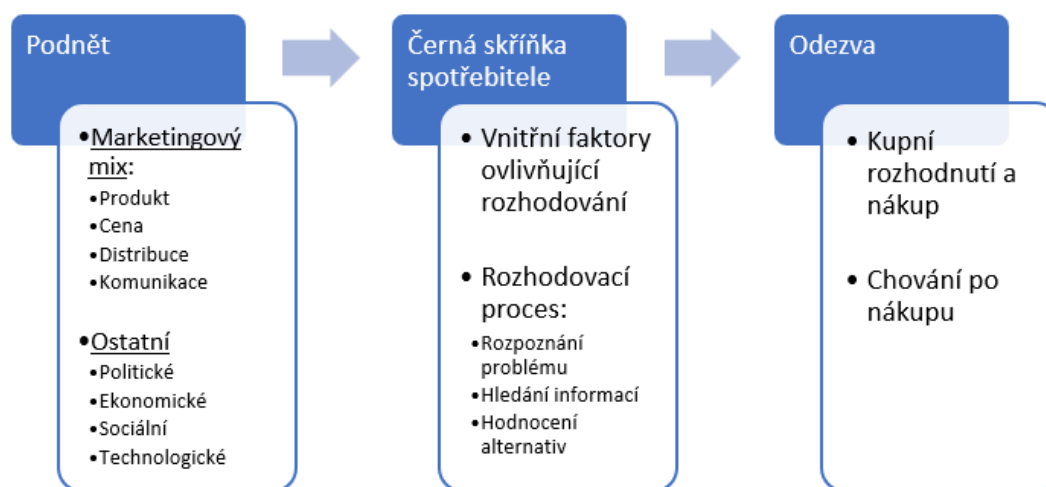 Podnět
•Marketingový
mix:
•Produkt
•Cena
•Distribuce
•Komunikace
•Ostatní
•Politické
•Ekonomické
•Sociální
•Technologické
Černá skříňka
spotřebitele
• Vnitřní faktory
ovlivňující
rozhodování
• Rozhodovací
proces:
•Rozpoznání
problému
•Hledání informací
•Hodnocení
alternativ
Odezva
• Kupní
rozhodnutí a
nákup
• Chování po
nákupu